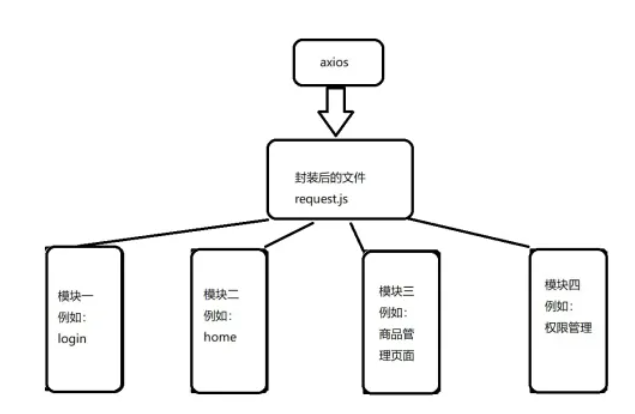 axios
封装后的文件
request.js
模块一
例如：
login
模块二
例如：
home
模块三
例如：
商品管
理页面
模块四
例如：
权限管理